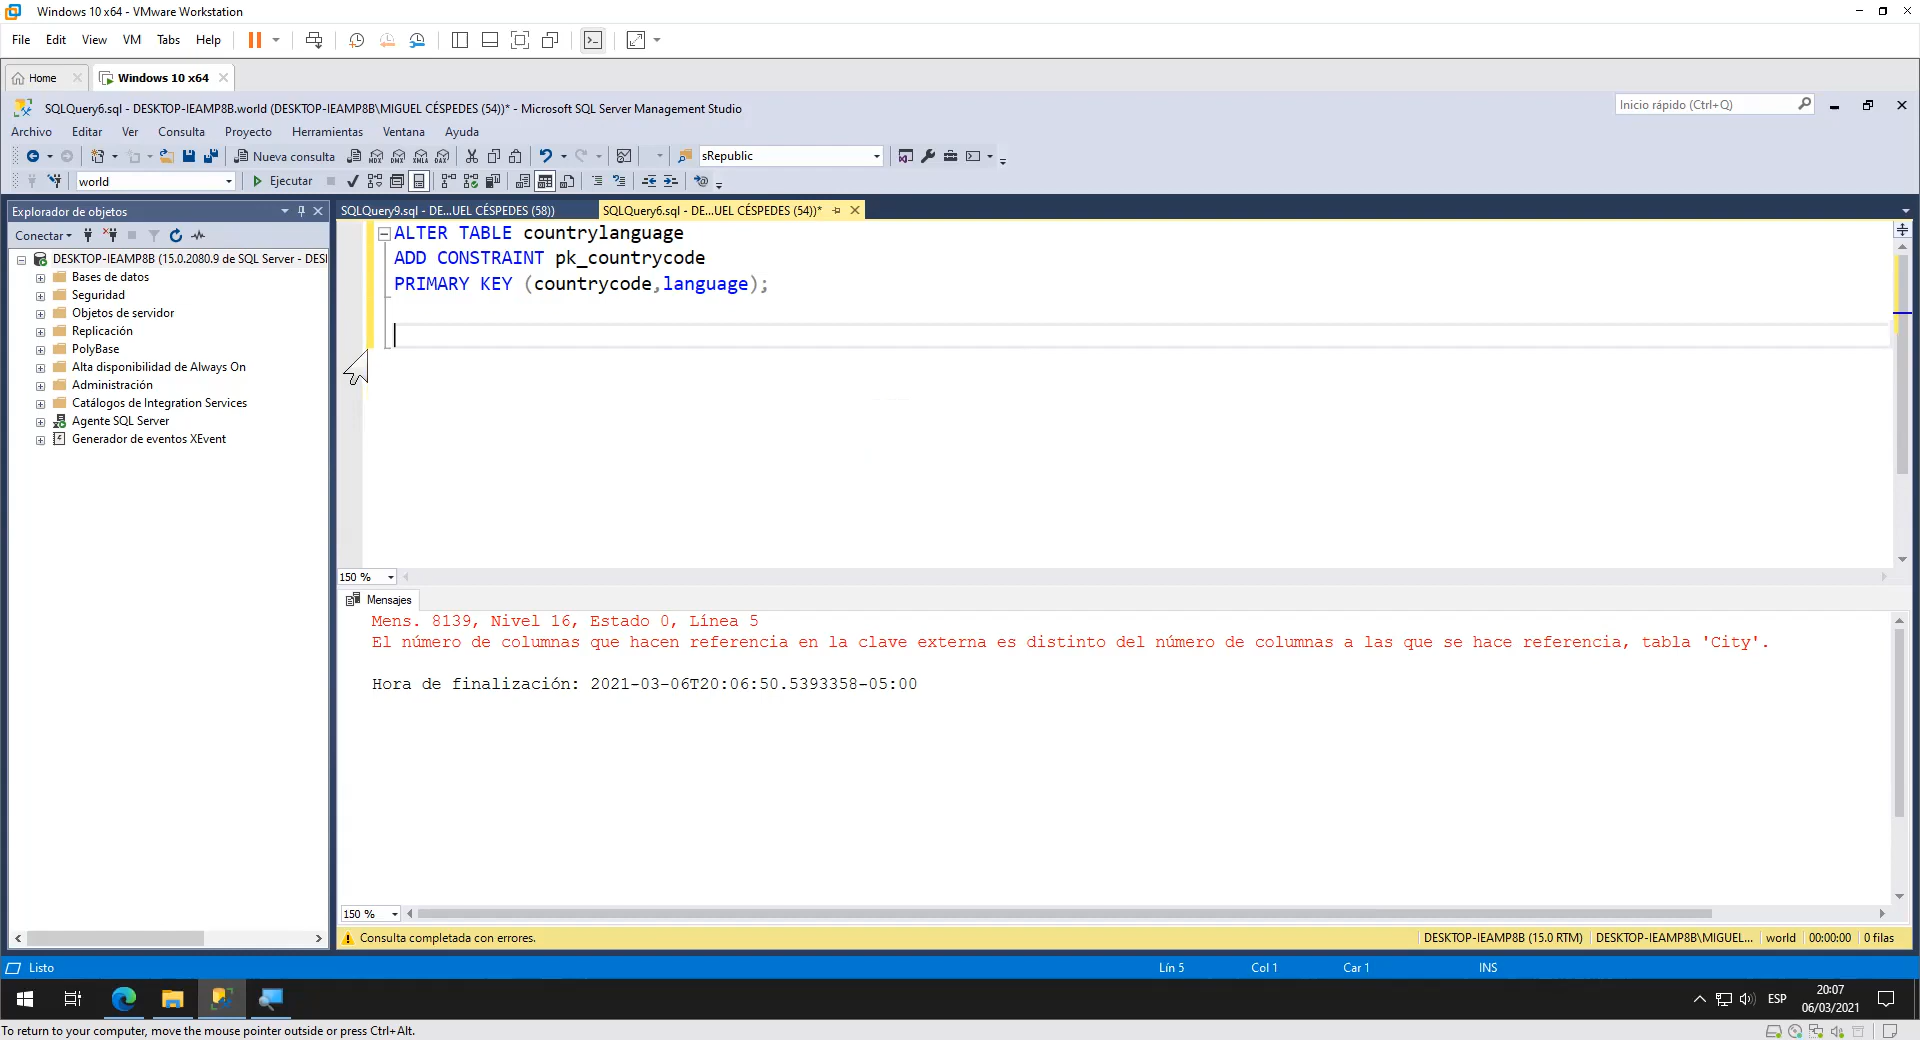 Windows 10 x64 - VMware Workstation
File Edit View VM Tabs Help
Home Windows 10 x64
SQLQuery6.sql - DESKTOP-IEAMP8B.world (DESKTOP-IEAMP8B\MIGUEL CÉSPEDES (54))* - Microsoft SQL Server Management Studio
Inicio rápido (Ctrl+Q)
Archivo Editar Ver Consulta Proyecto Herramientas Ventana Ayuda
Nueva consulta MDX DMX XMLA DAX sRepublic
world Ejecutar
Explorador de objetos
SQLQuery9.sql - DE...UEL CÉSPEDES (58))
SQLQuery6.sql - DE...UEL CÉSPEDES (54))*
Conectar
DESKTOP-IEAMP8B (15.0.2080.9 de SQL Server - DESI
Bases de datos
Seguridad
Objetos de servidor
Replicación
PolyBase
Alta disponibilidad de Always On
Administración
Catálogos de Integration Services
Agente SQL Server
Generador de eventos XEvent
ALTER TABLE countrylanguage
ADD CONSTRAINT pk_countrycode
PRIMARY KEY (countrycode,language);
150 %
Mensajes
Mens. 8139, Nivel 16, Estado 0, Línea 5
El número de columnas que hacen referencia en la clave externa es distinto del número de columnas a las que se hace referencia, tabla 'City'.
Hora de finalización: 2021-03-06T20:06:50.5393358-05:00
150 %
Consulta completada con errores.
DESKTOP-IEAMP8B (15.0 RTM) DESKTOP-IEAMP8B\MIGUEL... world 00:00:00 0 filas
Listo
Lín 5 Col 1 Car 1 INS
ESP
20:07
06/03/2021
To return to your computer, move the mouse pointer outside or press Ctrl+Alt.